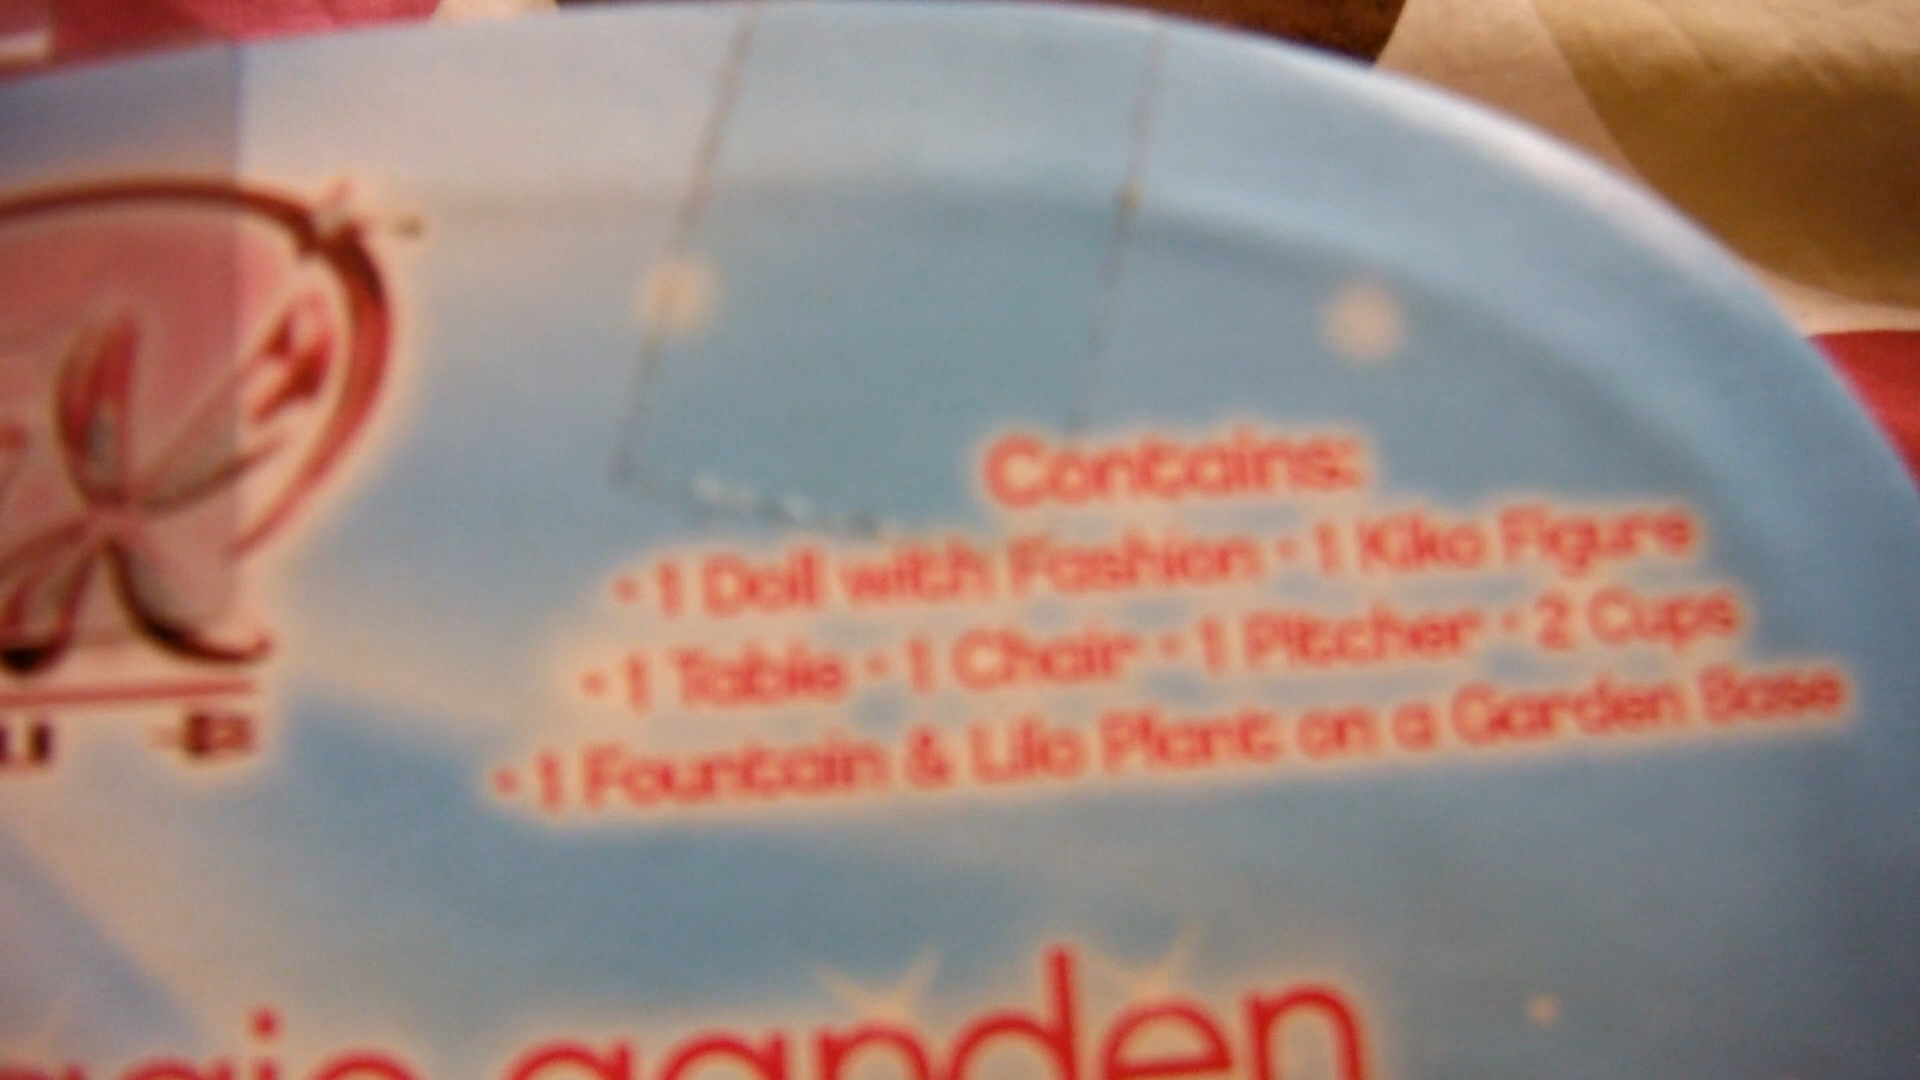 Contains:
• 1 Doll with Fashion • 1 Kiko Figure
• 1 Table • 1 Chair • 1 Pitcher • 2 Cups
• 1 Fountain & Lilo Plant on a Garden Base
garden